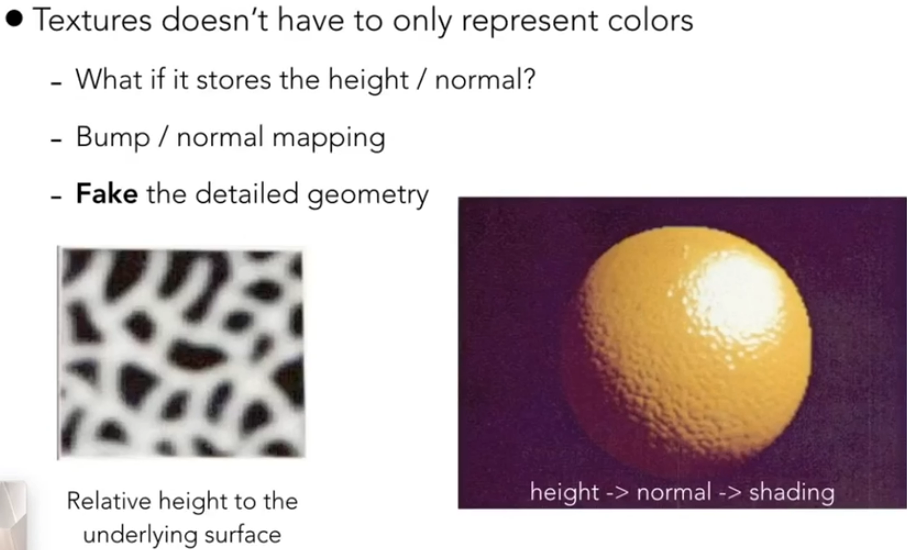 ● Textures doesn't have to only represent colors
- What if it stores the height / normal?
- Bump / normal mapping
- Fake the detailed geometry
Relative height to the
underlying surface
height -> normal -> shading